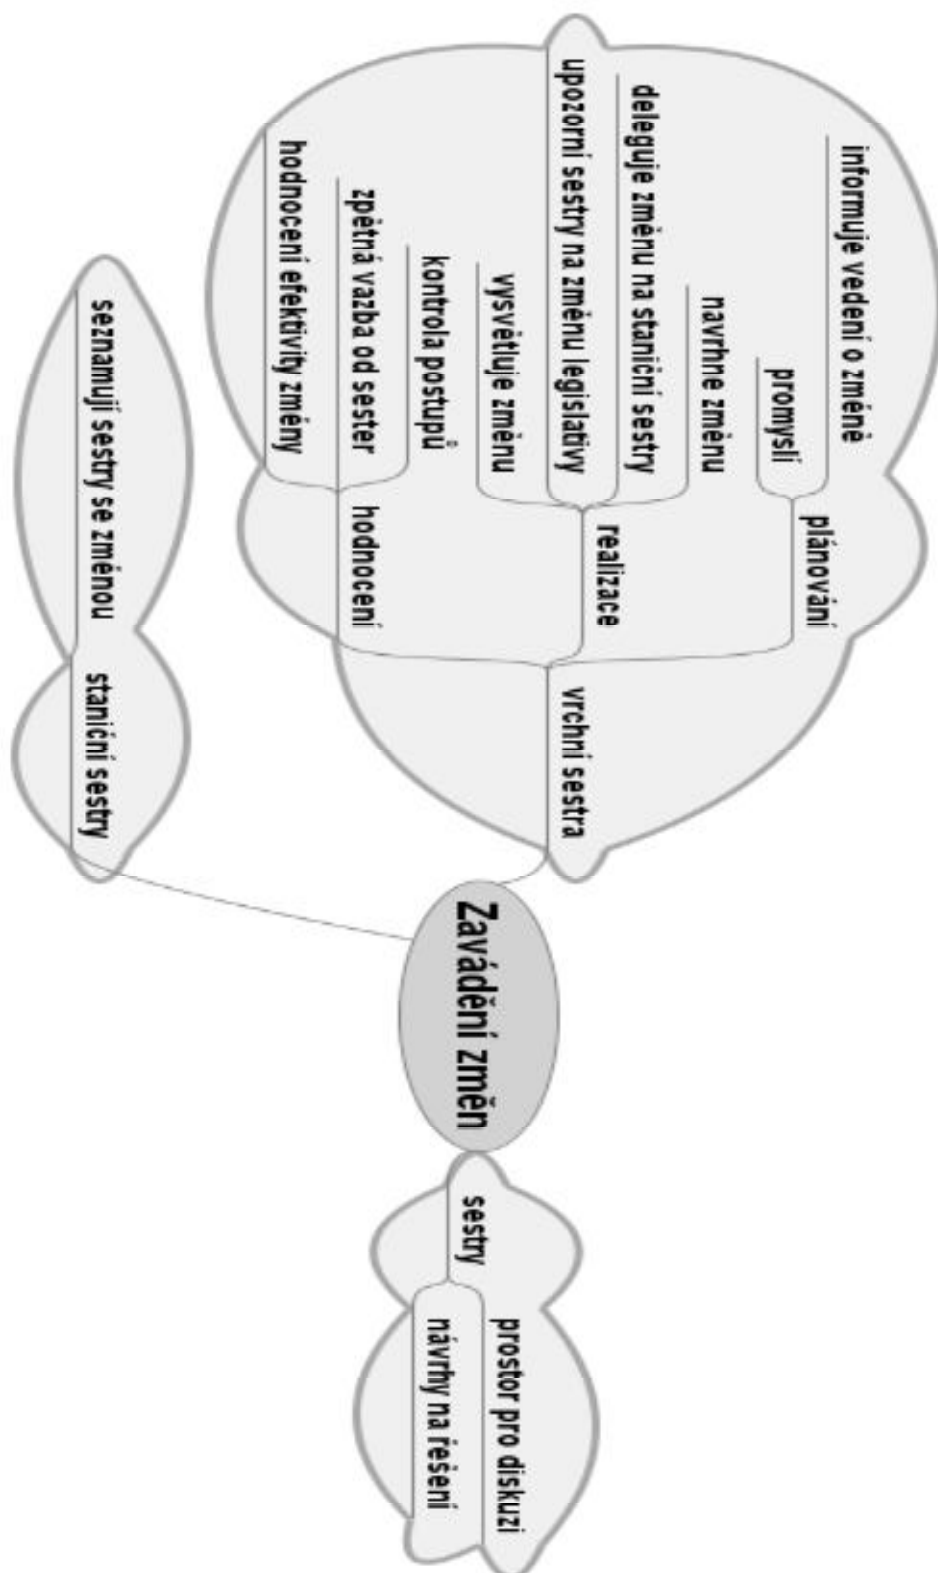 informuje vedení o změně
promyslí
plánování
navrhne změnu
deleguje změnu na staniční sestry
upozorní sestry na změnu legislativy
vysvětluje změnu
realizace
kontrola postupů
zpětná vazba od sester
hodnocení efektivity změny
hodnocení
vrchní sestra
seznamují sestry se změnou
staniční sestry
Zavádění změn
sestry
prostor pro diskuzi
návrhy na řešení